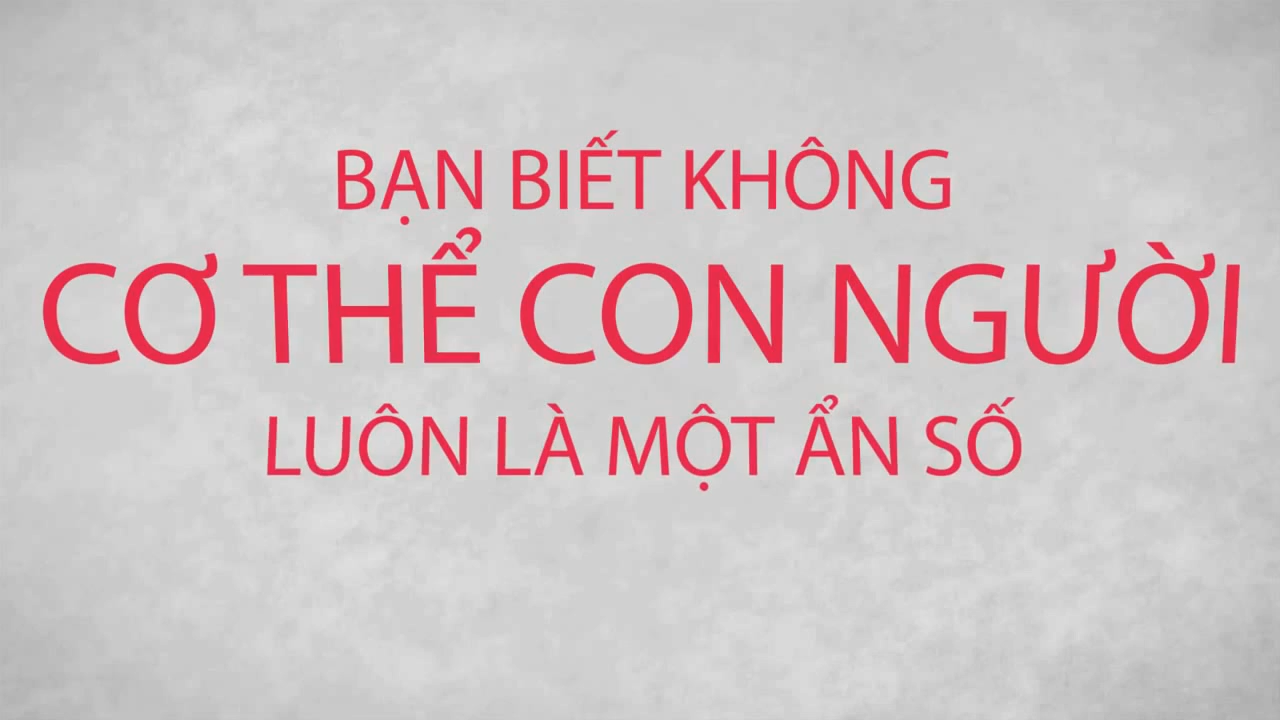 BẠN BIẾT KHÔNG
CƠ THỂ CON NGƯỜI
LUÔN LÀ MỘT ẨN SỐ